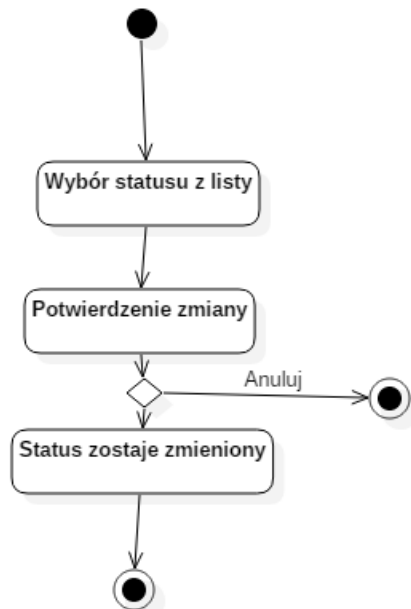 Wybór statusu z listy
Potwierdzenie zmiany
Anuluj
Status zostaje zmieniony